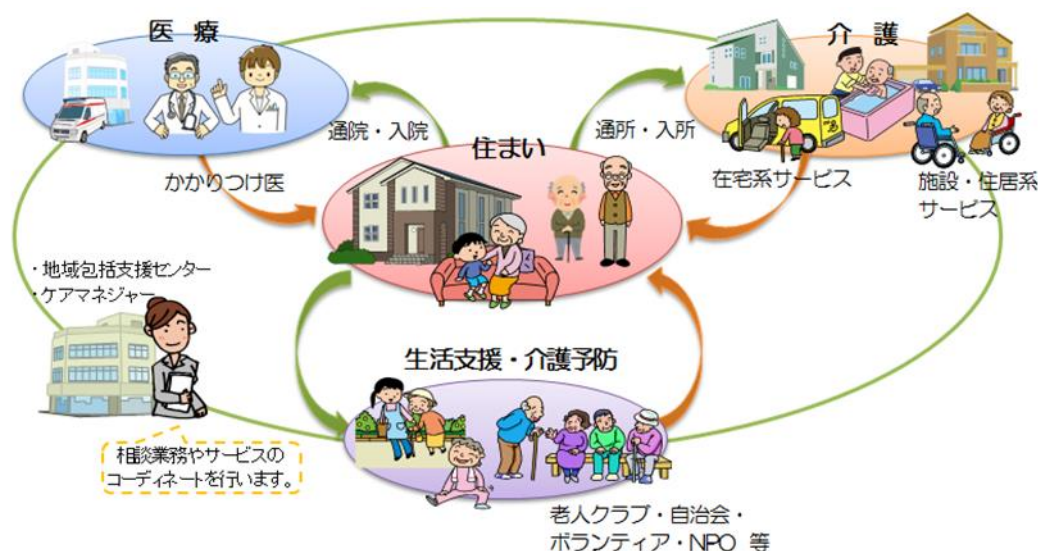 医 療
介 護
通院・入院
通所・入所
住まい
かかりつけ医
在宅系サービス
施設・住居系
サービス
・地域包括支援センター
・ケアマネジャー
生活支援・介護予防
相談業務やサービスの
コーディネートを行います。
老人クラブ・自治会・
ボランティア・NPO 等